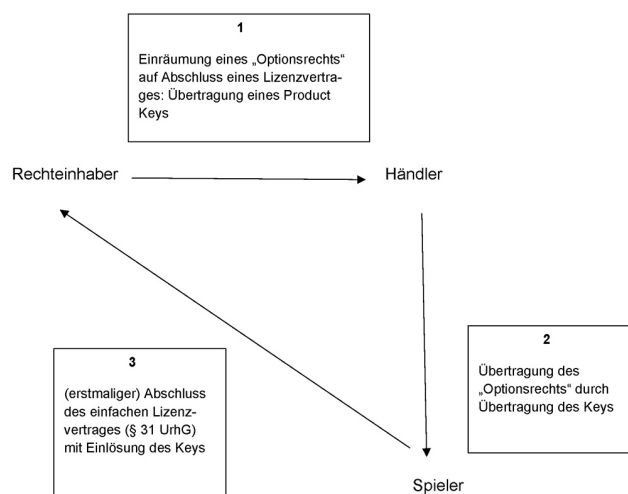 1
Einräumung eines „Optionsrechts“
auf Abschluss eines Lizenzvertra-
ges: Übertragung eines Product
Keys
Rechteinhaber
Händler
2
Übertragung des
„Optionsrechts“ durch
Übertragung des Keys
3
(erstmaliger) Abschluss
des einfachen Lizenz-
vertrages (§ 31 UrhG)
mit Einlösung des Keys
Spieler